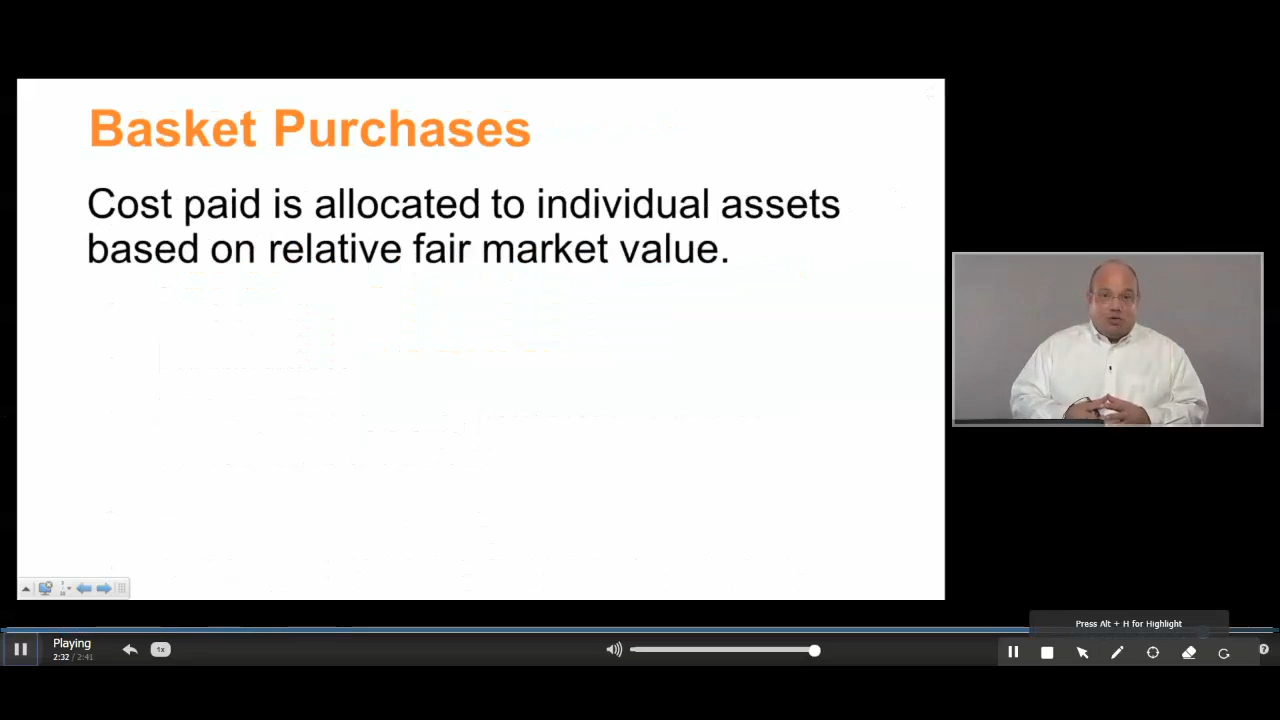 Basket Purchases
Cost paid is allocated to individual assets
based on relative fair market value.
Press Alt + H for Highlight
Playing
2:32 / 2:41
1x